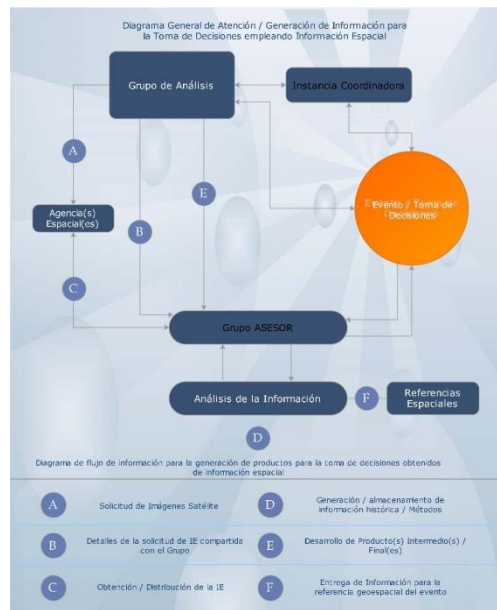 Diagrama General de Atención / Generación de Información para
la Toma de Decisiones empleando Información Espacial
Grupo de Análisis
Instancia Coordinadora
A
E
Evento / Toma de
Decisiones
Agencia(s)
Espacial(es)
B
C
Grupo ASESOR
Análisis de la Información
F
Referencias
Espaciales
D
Diagrama de flujo de información para la generación de productos para la toma de decisiones obtenidos
de información espacial
A
Solicitud de Imágenes Satélite
D
Generación / almacenamiento de
información histórica / Métodos
B
Detalles de la solicitud de IE compartida
con el Grupo
E
Desarrollo de Producto(s) Intermedio(s) /
Final(es)
C
Obtención / Distribución de la IE
F
Entrega de Información para la
referencia geoespacial del evento